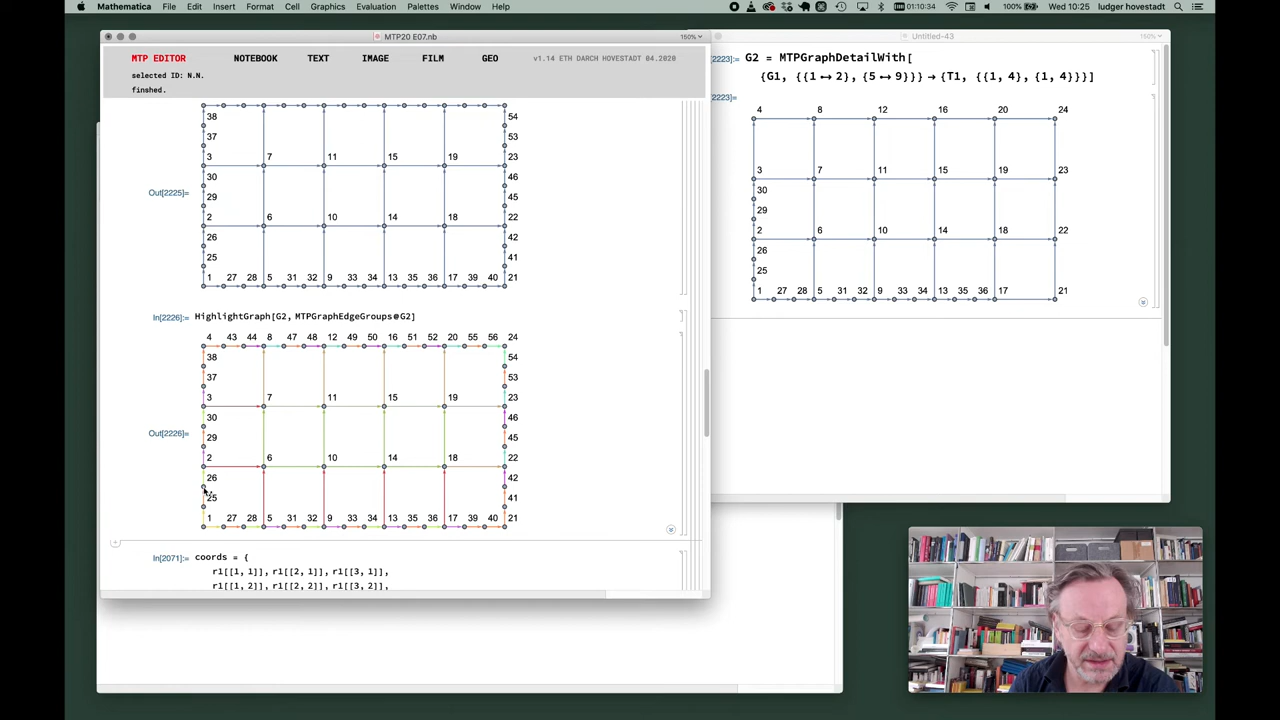 Mathematica File Edit Insert Format Cell Graphics Evaluation Palettes Window Help
01:10:34 100% Wed 10:25 ludger hovestadt
MTP20 E07.nb 150%
MTP EDITOR NOTEBOOK TEXT IMAGE FILM GEO v1.14 ETH DARCH HOVESTADT 04.2020
selected ID: N.N.
finshed.
38 54
37 53
3 7 11 15 19 23
30 46
Out[2225]=
29 45
2 6 10 14 18 22
26 42
25 41
1 27 28 5 31 32 9 33 34 13 35 36 17 39 40 21
In[2226]:= HighlightGraph[G2, MTPGraphEdgeGroups@G2]
4 43 44 8 47 48 12 49 50 16 51 52 20 55 56 24
38 54
37 53
3 7 11 15 19 23
30 46
Out[2226]=
29 45
2 6 10 14 18 22
26 42
25 41
1 27 28 5 31 32 9 33 34 13 35 36 17 39 40 21
In[2071]:= coords = {
r1[[1, 1]], r1[[2, 1]], r1[[3, 1]],
r1[[1, 2]], r1[[2, 2]], r1[[3, 2]],
Untitled-43 150%
[2223]:= G2 = MTPGraphDetailWith[
{G1, {{1 ↔ 2}, {5 ↔ 9}}} → {T1, {{1, 4}, {1, 4}}}]
[2223]=
4 8 12 16 20 24
3 7 11 15 19 23
30
29
2 6 10 14 18 22
26
25
1 27 28 5 31 32 9 33 34 13 35 36 17 21